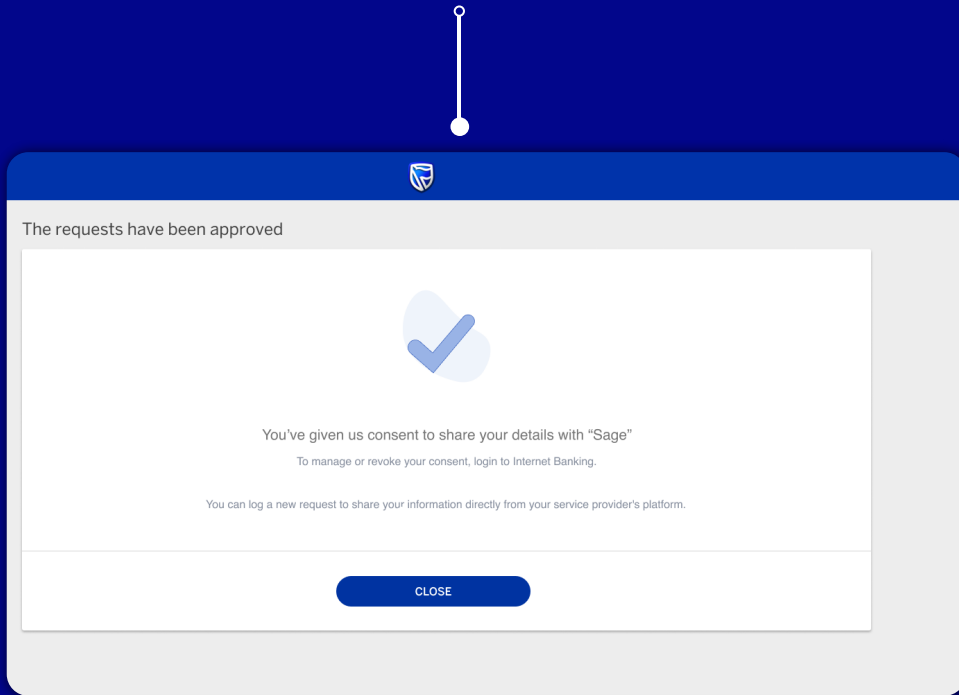 The requests have been approved
You've given us consent to share your details with “Sage”
To manage or revoke your consent, login to Internet Banking.
You can log a new request to share your information directly from your service provider's platform.
CLOSE